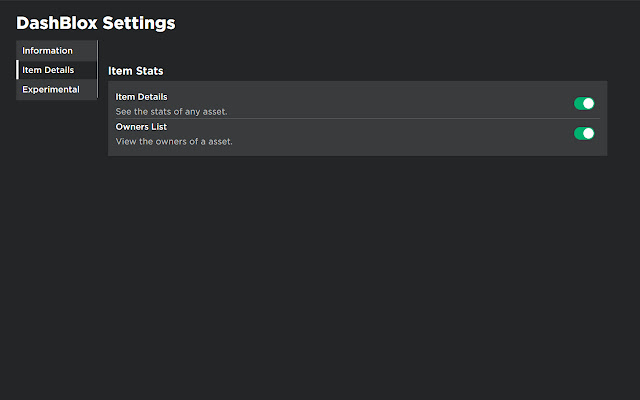 DashBlox Settings
Information
Item Details
Experimental
Item Stats
Item Details
See the stats of any asset.
Owners List
View the owners of a asset.